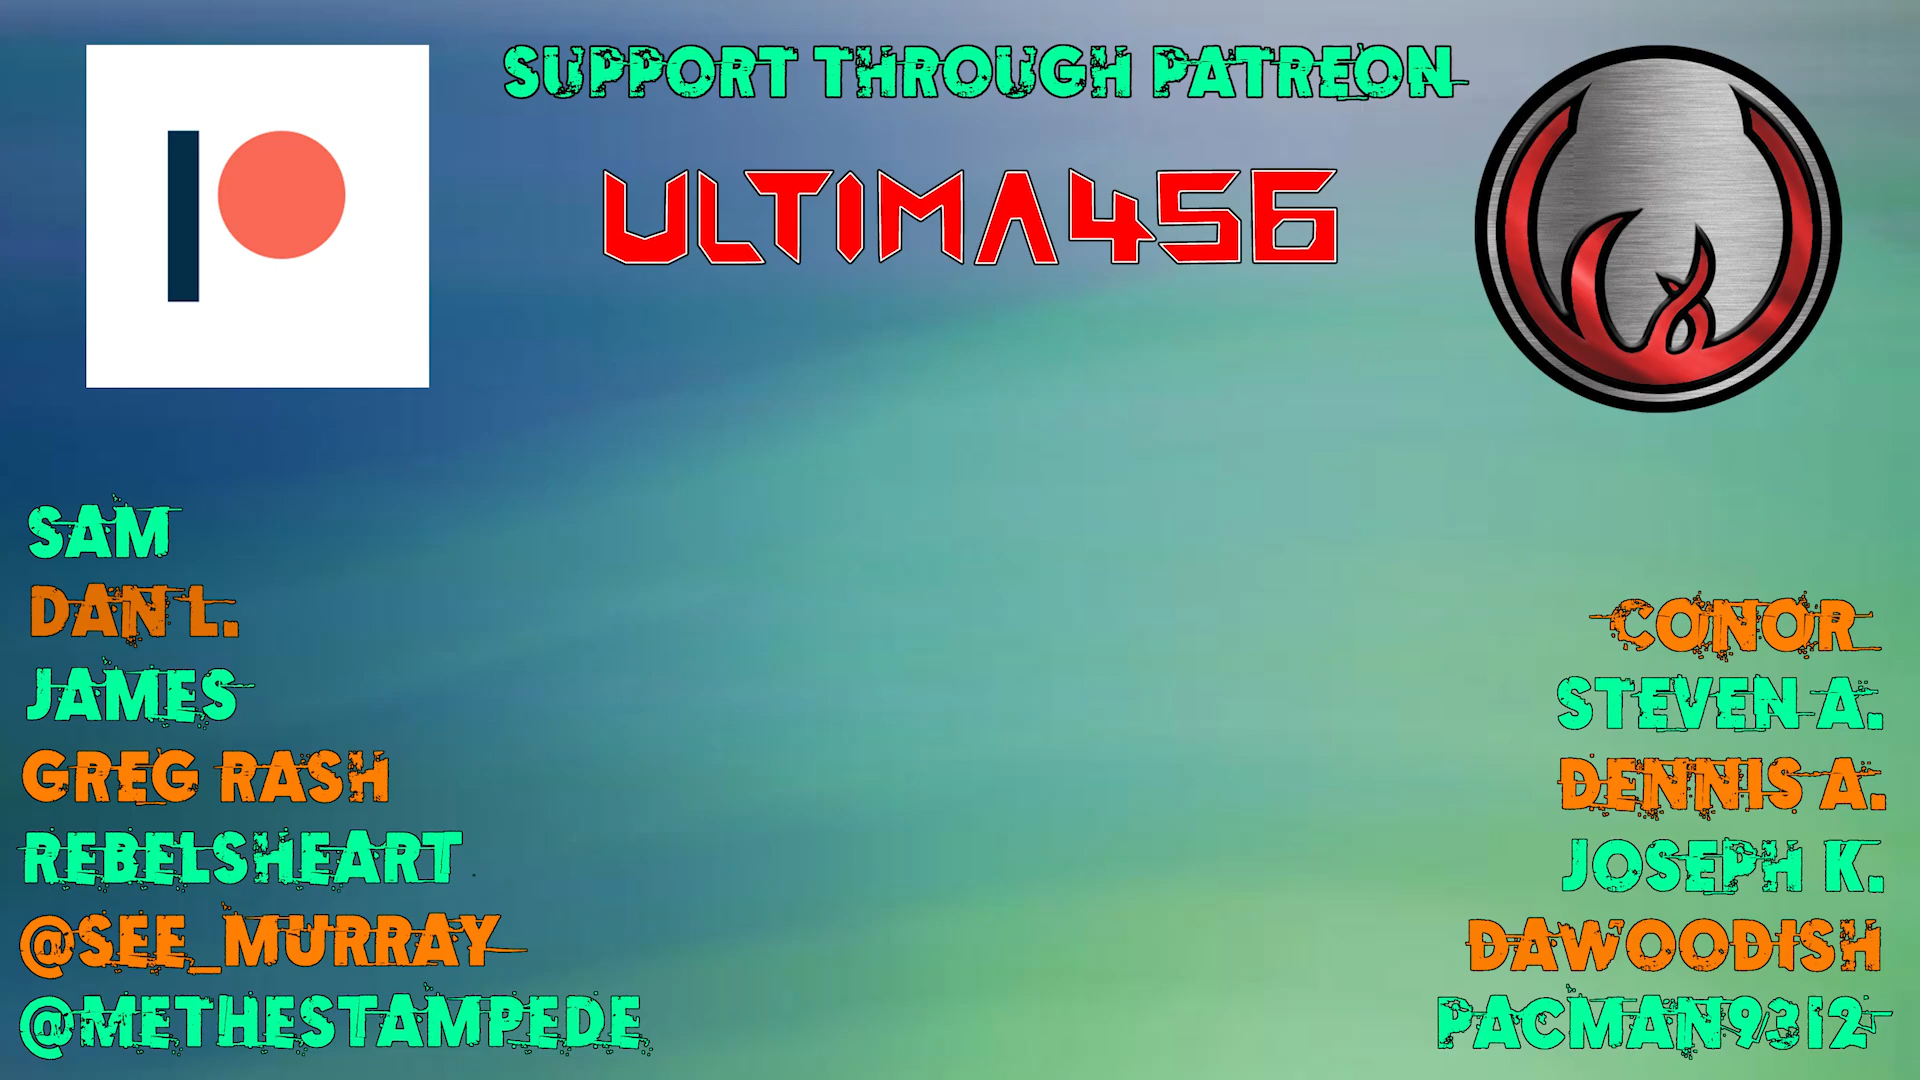 SUPPORT THROUGH PATREON
ULTIMA456
SAM
DAN L.
JAMES
GREG RASH
REBELSHEART
@SEE_MURRAY
@METHESTAMPEDE
CONOR
STEVEN A.
DENNIS A.
JOSEPH K.
DAWOODISH
PACMAN9312